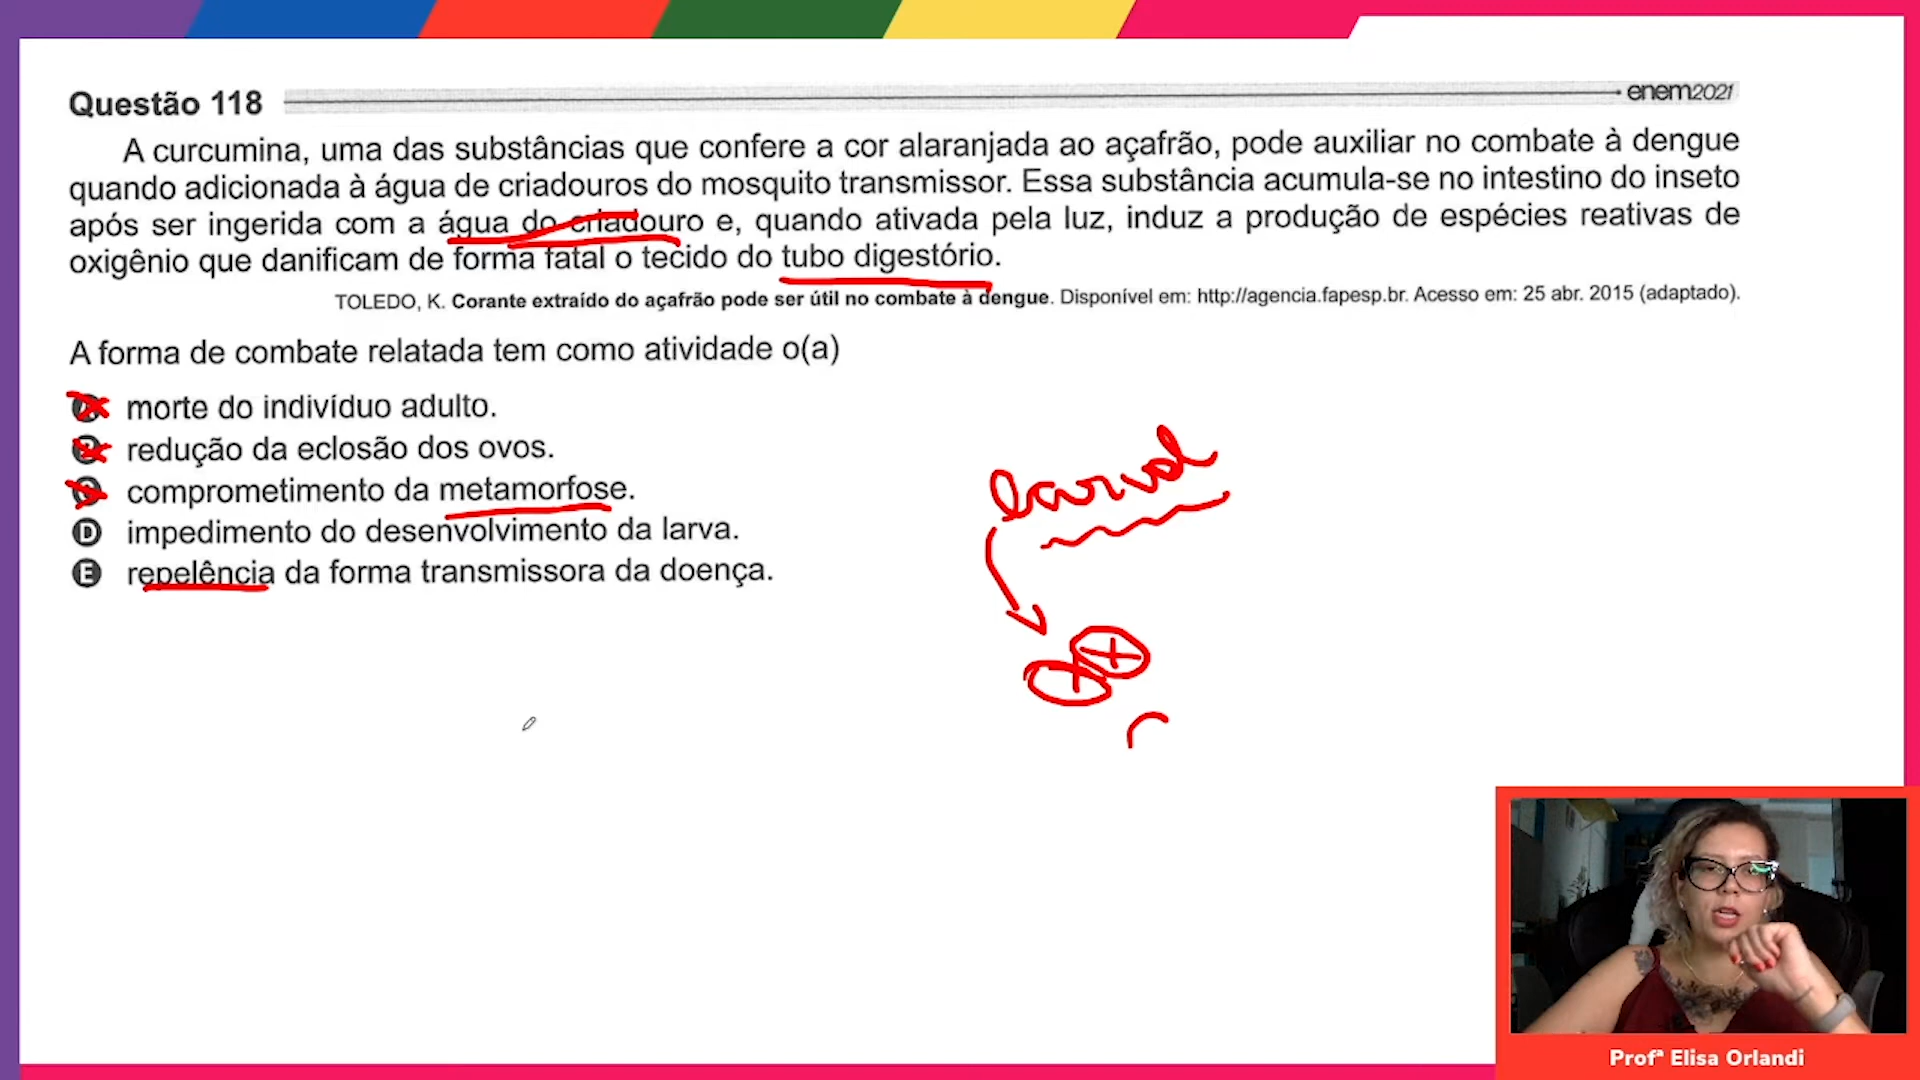 Questão 118
enem2021
A curcumina, uma das substâncias que confere a cor alaranjada ao açafrão, pode auxiliar no combate à dengue
quando adicionada à água de criadouros do mosquito transmissor. Essa substância acumula-se no intestino do inseto
após ser ingerida com a água do criadouro e, quando ativada pela luz, induz a produção de espécies reativas de
oxigênio que danificam de forma fatal o tecido do tubo digestório.
TOLEDO, K. Corante extraído do açafrão pode ser útil no combate à dengue. Disponível em: http://agencia.fapesp.br. Acesso em: 25 abr. 2015 (adaptado).
A forma de combate relatada tem como atividade o(a)
A morte do indivíduo adulto.
B redução da eclosão dos ovos.
C comprometimento da metamorfose.
D impedimento do desenvolvimento da larva.
E repelência da forma transmissora da doença.
Profª Elisa Orlandi